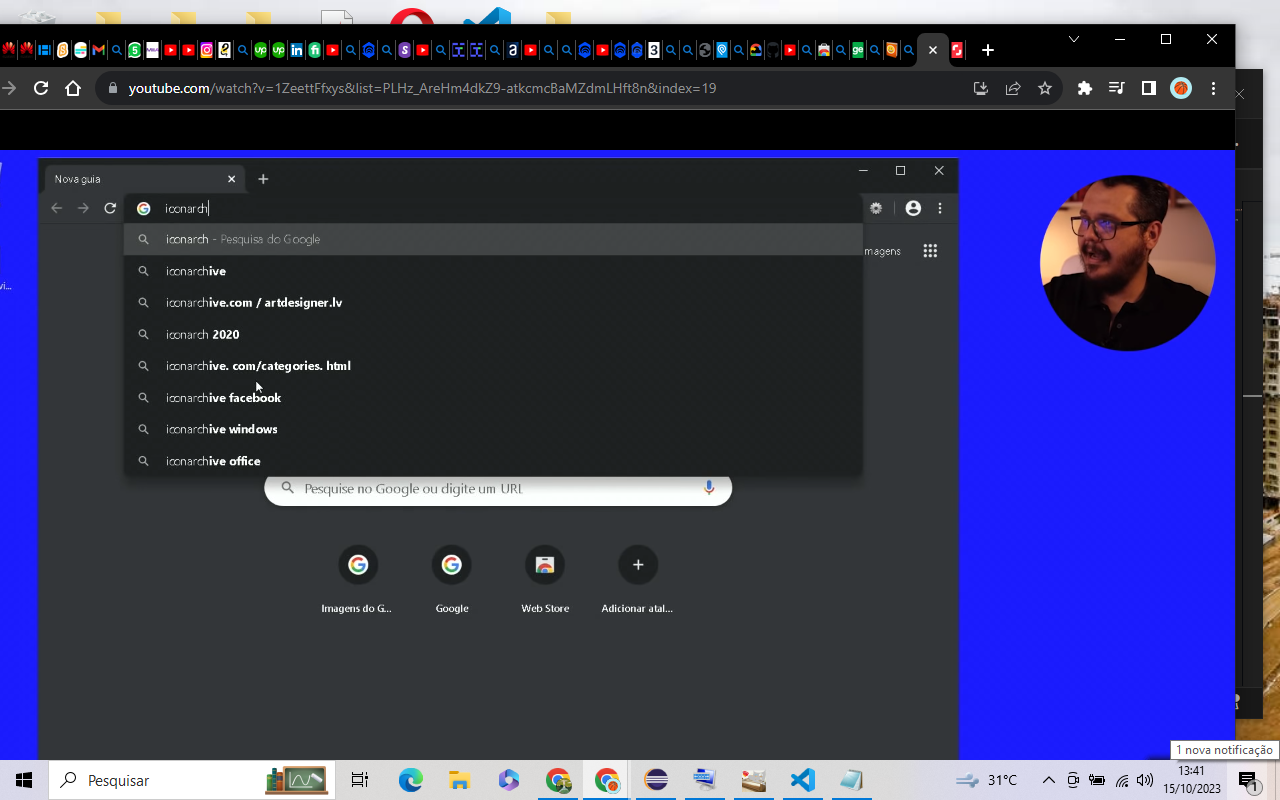 youtube.com/watch?v=1ZeettFfxys&list=PLHz_AreHm4dkZ9-atkcmcBaMZdmLHft8n&index=19
Nova guia
iconarch
iconarch - Pesquisa do Google
magens
iconarchive
iconarchive.com / artdesigner.lv
iconarch 2020
iconarchive. com/categories. html
iconarchive facebook
iconarchive windows
iconarchive office
Pesquise no Google ou digite um URL
Imagens do G...
Google
Web Store
Adicionar atal...
1 nova notificação
Pesquisar
31°C
13:41
15/10/2023
1